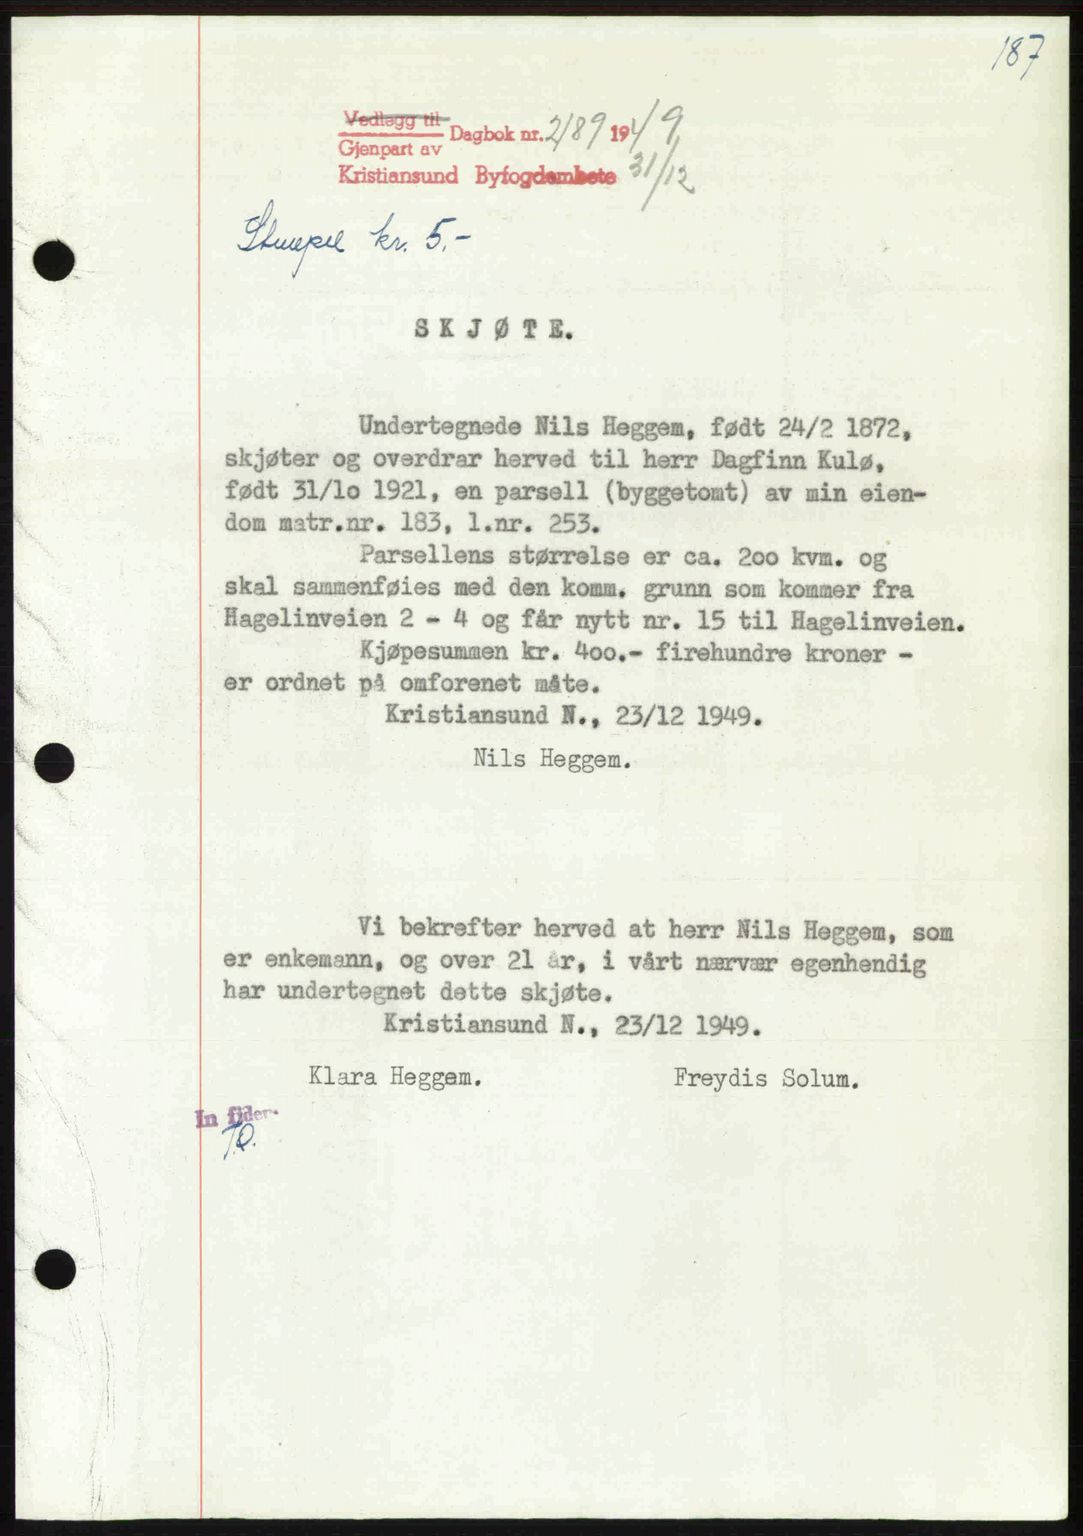 187
Vedlegg til
Gjenpart av Dagbok nr. 2189 1949
Kristiansund Byfogdembete 31/12
Stempel kr. 5.-
SKJØTE.
Undertegnede Nils Heggem, født 24/2 1872,
skjøter og overdrar herved til herr Dagfinn Kulø,
født 31/1o 1921, en parsell (byggetomt) av min eien-
dom matr.nr. 183, l.nr. 253.
Parsellens størrelse er ca. 2oo kvm. og
skal sammenføies med den komm. grunn som kommer fra
Hagelinveien 2 - 4 og får nytt nr. 15 til Hagelinveien.
Kjøpesummen kr. 4oo.- firehundre kroner -
er ordnet på omforenet måte.
Kristiansund N., 23/12 1949.
Nils Heggem.
Vi bekrefter herved at herr Nils Heggem, som
er enkemann, og over 21 år, i vårt nærvær egenhendig
har undertegnet dette skjøte.
Kristiansund N., 23/12 1949.
Klara Heggem. Freydis Solum.
In fidem
T.O.